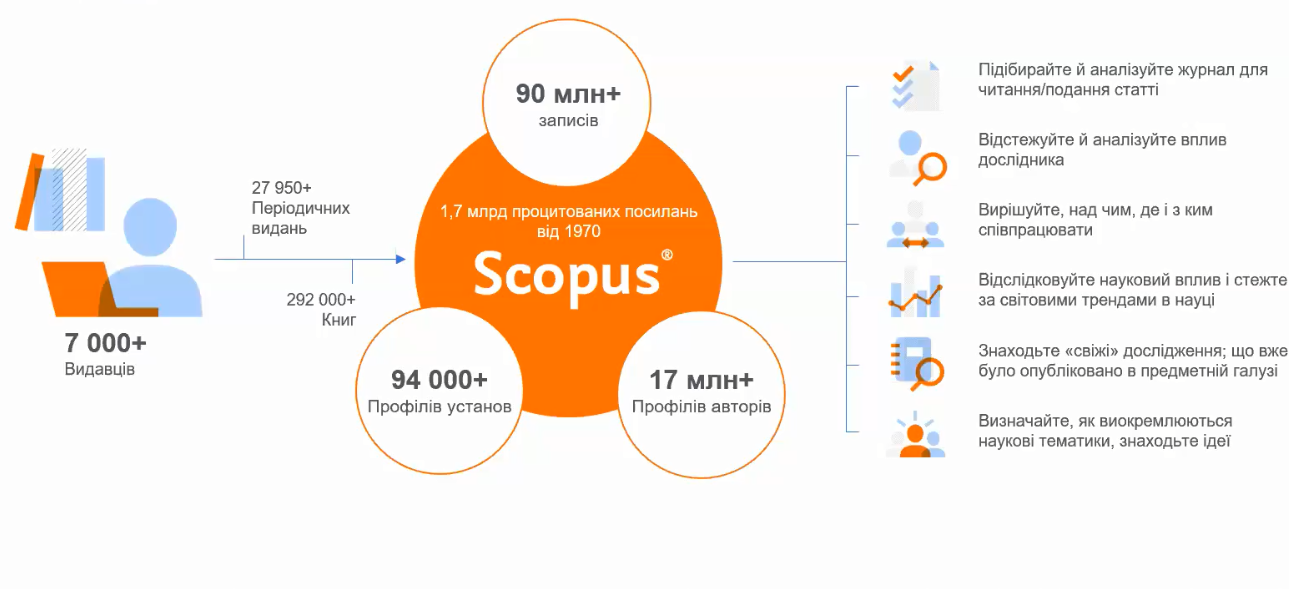 7 000+
Видавців
27 950+
Періодичних
видань
292 000+
Книг
90 млн+
записів
1,7 млрд процитованих посилань
від 1970
Scopus®
94 000+
Профілів установ
17 млн+
Профілів авторів
Підібирайте й аналізуйте журнал для
читання/подання статті
Відстежуйте й аналізуйте вплив
дослідника
Вирішуйте, над чим, де і з ким
співпрацювати
Відслідковуйте науковий вплив і стежте
за світовими трендами в науці
Знаходьте «свіжі» дослідження; що вже
було опубліковано в предметній галузі
Визначайте, як виокремлюються
наукові тематики, знаходьте ідеї